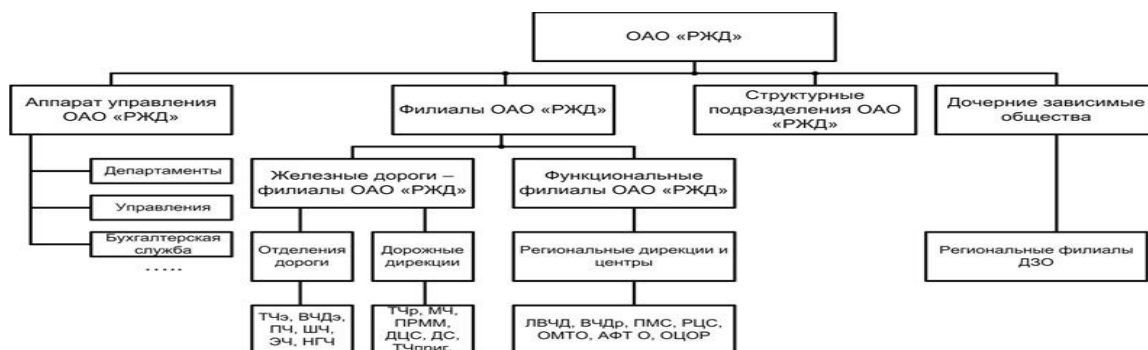 ОАО «РЖД»
Аппарат управления
ОАО «РЖД»
Филиалы ОАО «РЖД»
Структурные
подразделения ОАО
«РЖД»
Дочерние зависимые
общества
Департаменты
Управления
Бухгалтерская
служба
.....
Железные дороги –
филиалы ОАО «РЖД»
Функциональные
филиалы ОАО «РЖД»
Отделения
дороги
Дорожные
дирекции
Региональные дирекции и
центры
Региональные филиалы
ДЗО
ТЧэ, ВЧДэ,
ПЧ, ШЧ,
ЭЧ, НГЧ
ТЧр, МЧ,
ПРММ,
ДЦС, ДС,
ТЧприг.
ЛВЧД, ВЧДр, ПМС, РЦС,
ОМТО, АФТ О, ОЦОР